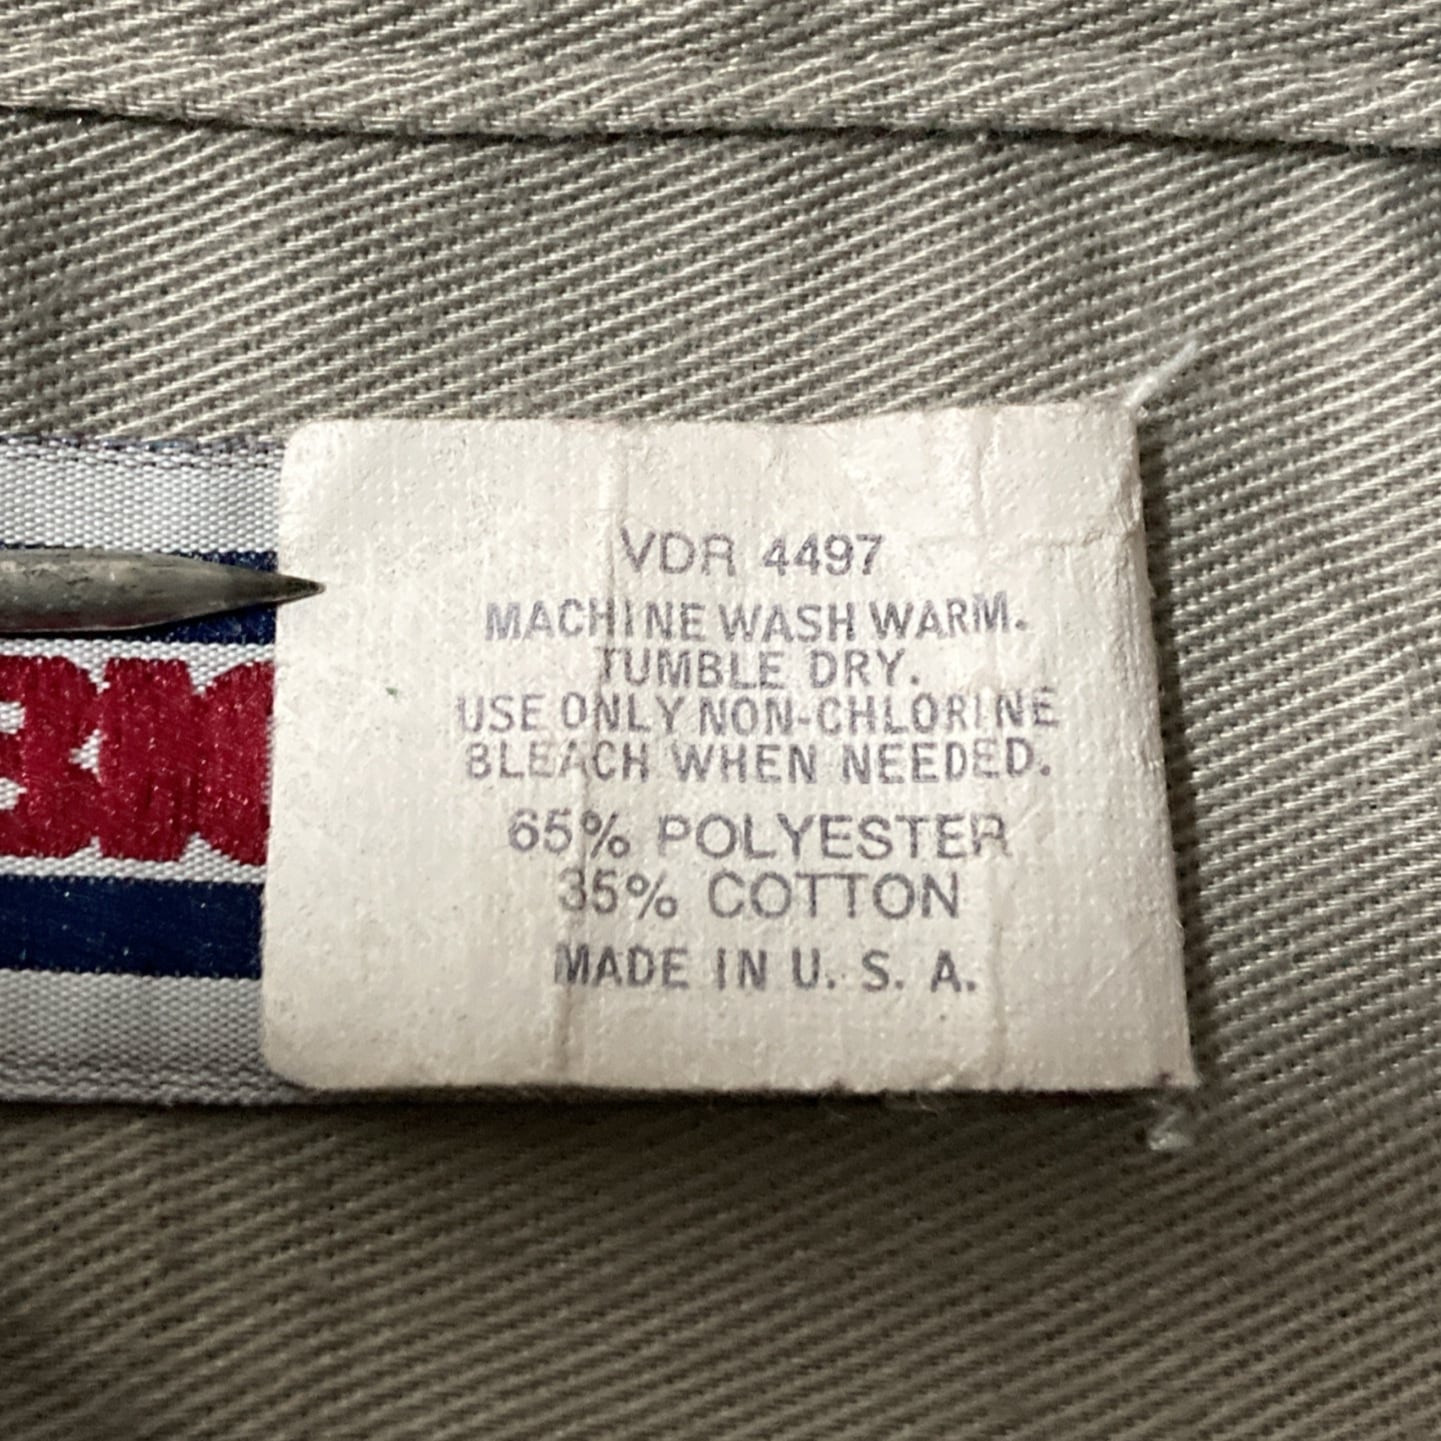 VDR 4497
MACHINE WASH WARM.
TUMBLE DRY.
USE ONLY NON-CHLORINE
BLEACH WHEN NEEDED.
65% POLYESTER
35% COTTON
MADE IN U. S. A.